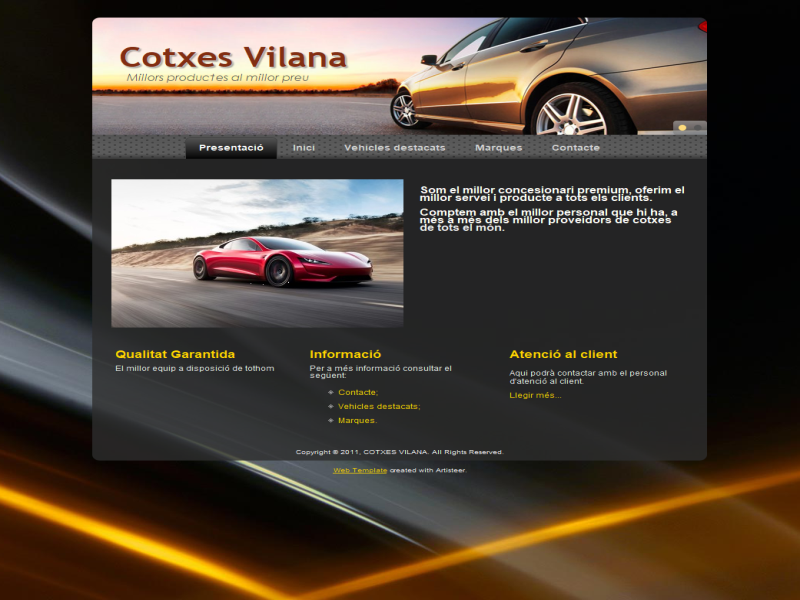 Cotxes Vilana
Millors productes al millor preu
Presentació Inici Vehicles destacats Marques Contacte
Som el millor concesionari premium, oferim el
millor servei i producte a tots els clients.
Comptem amb el millor personal que hi ha, a
més a més dels millor proveidors de cotxes
de tots el món.
Qualitat Garantida
El millor equip a disposició de tothom
Informació
Per a més informació consultar el
següent:
Contacte;
Vehicles destacats;
Marques.
Atenció al client
Aqui podrà contactar amb el personal
d'atenció al client.
Llegir més...
Copyright © 2011, COTXES VILANA. All Rights Reserved.
Web Template created with Artisteer.